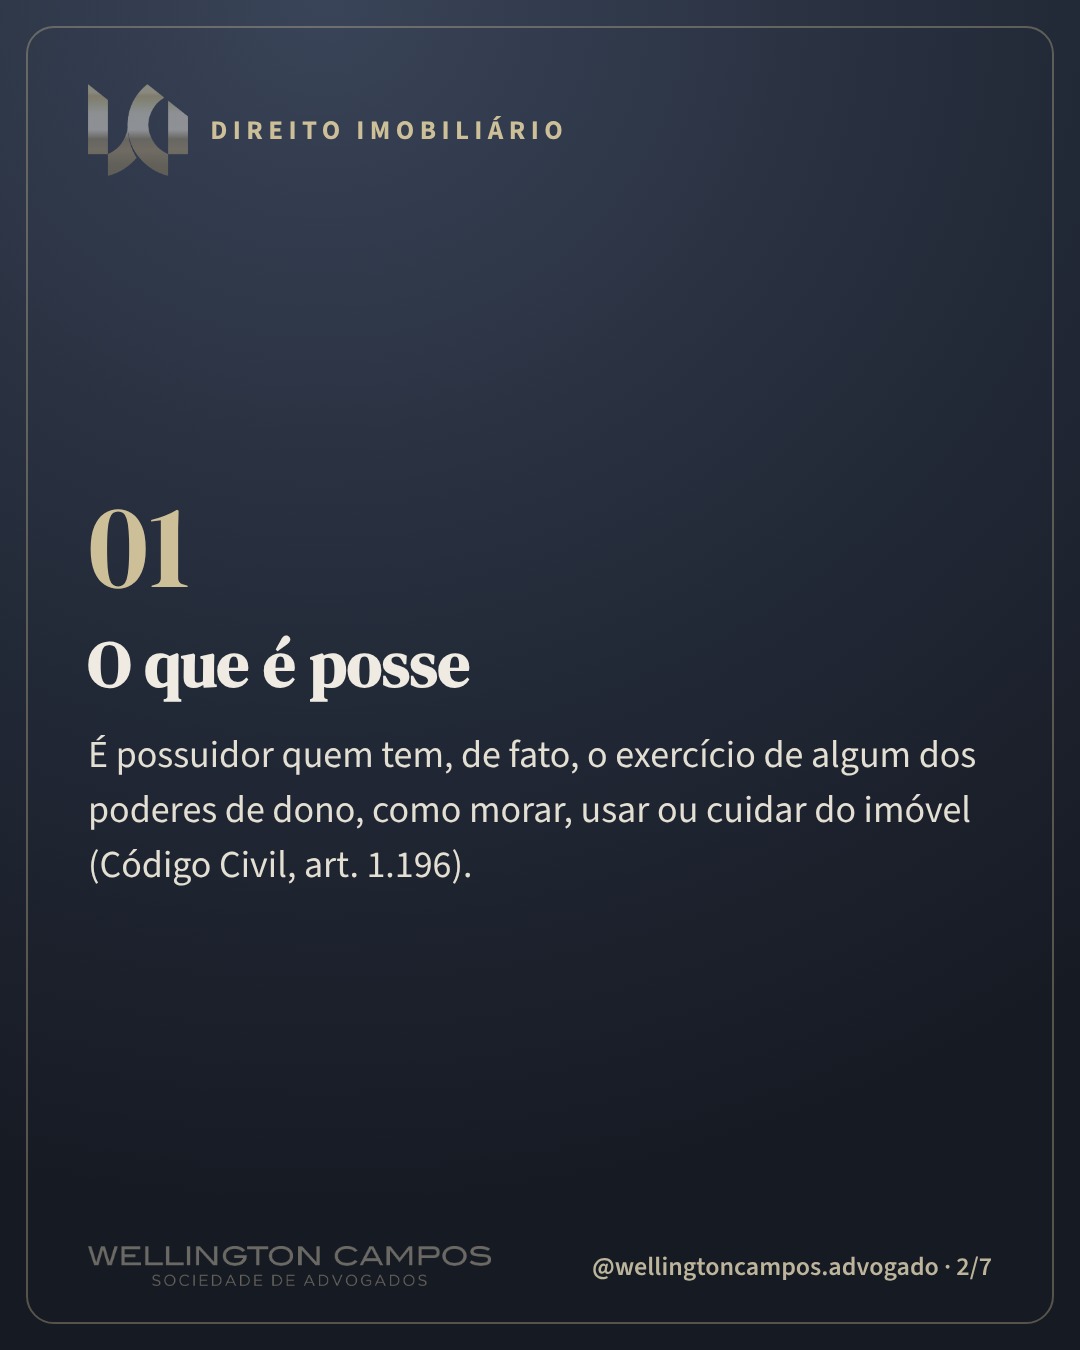 DIREITO IMOBILIÁRIO
01
O que é posse
É possuidor quem tem, de fato, o exercício de algum dos
poderes de dono, como morar, usar ou cuidar do imóvel
(Código Civil, art. 1.196).
WELLINGTON CAMPOS
SOCIEDADE DE ADVOGADOS
@wellingtoncampos.advogado · 2/7